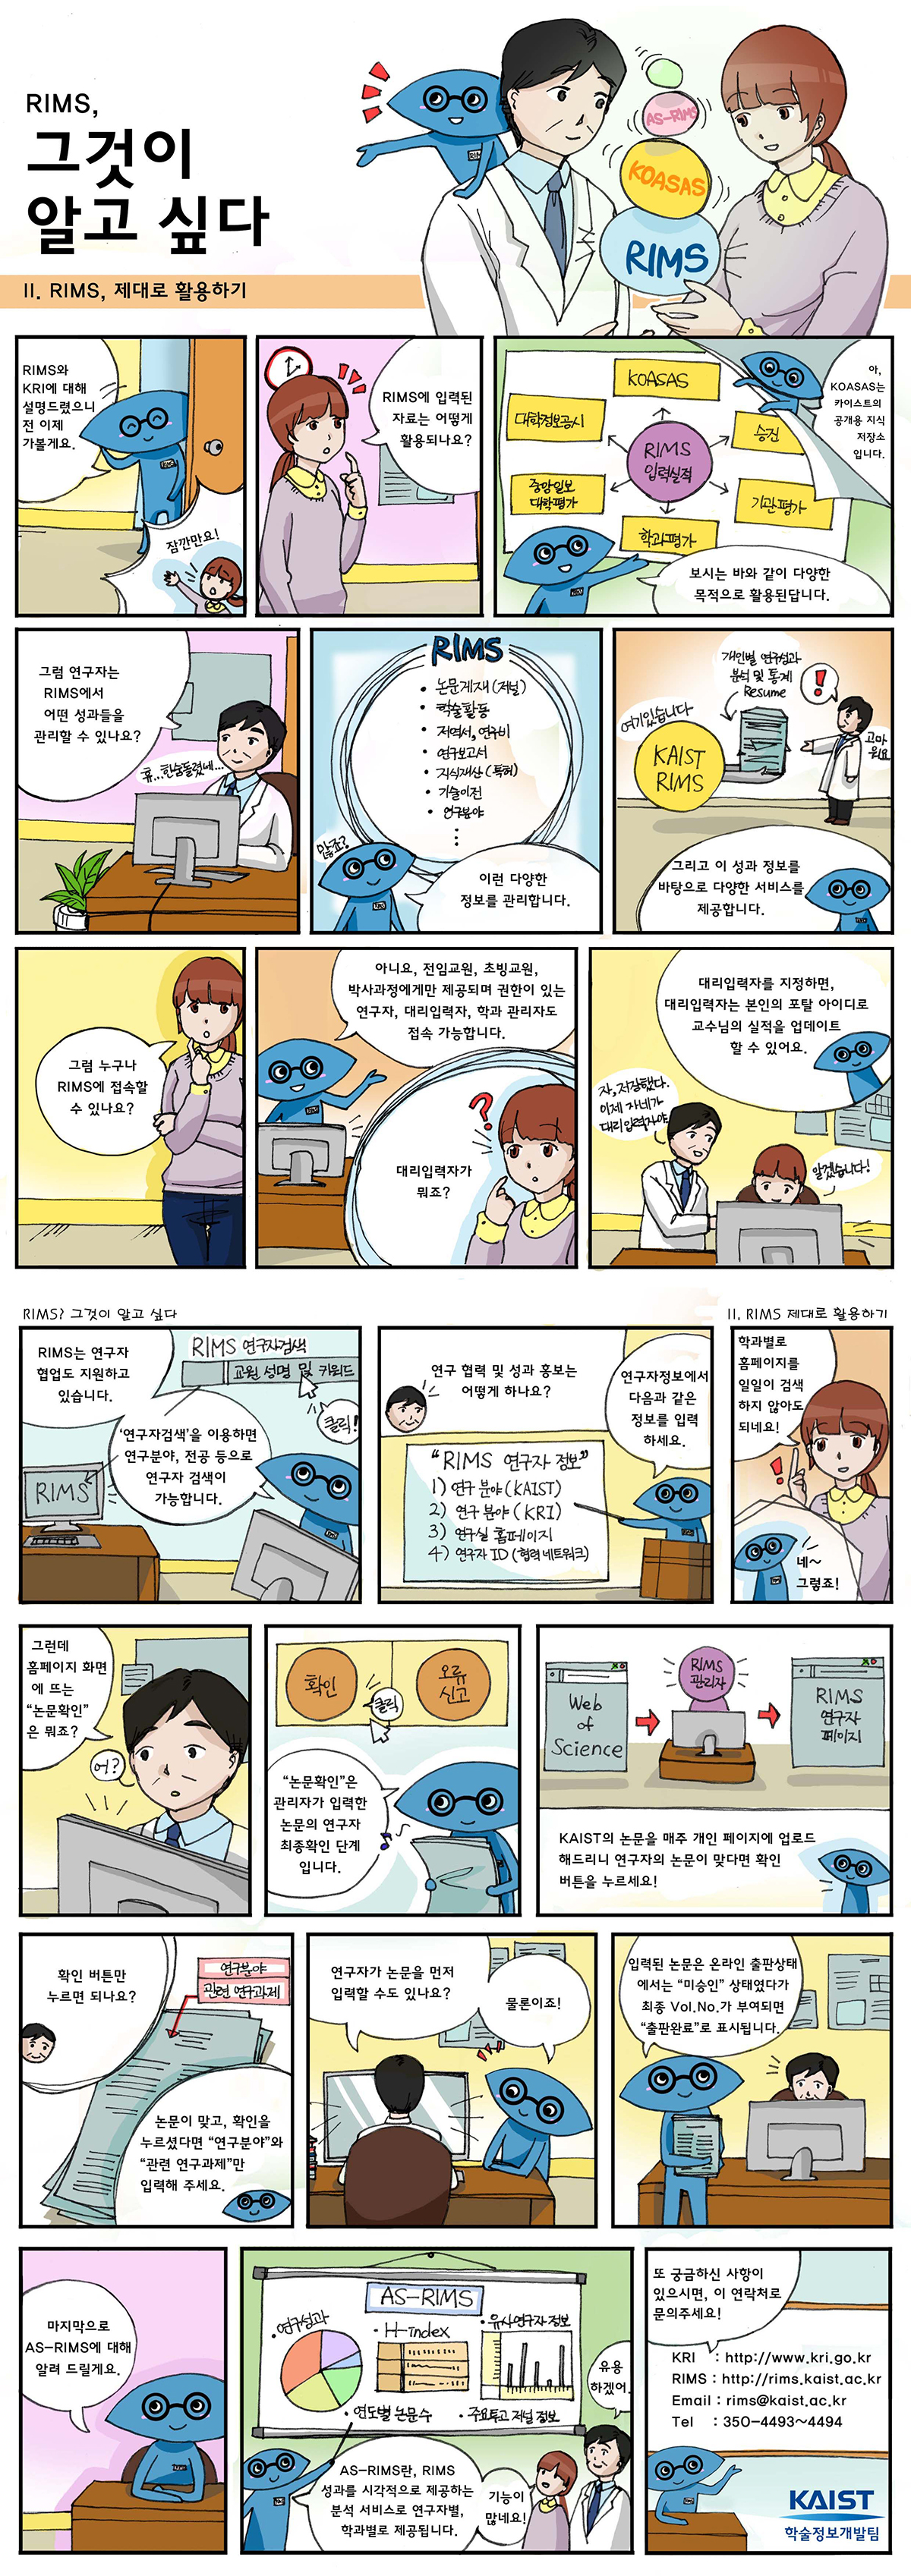 RIMS,
그것이
알고 싶다
II. RIMS, 제대로 활용하기
AS-RIMS
KOASAS
RIMS
RIMS와
KRI에 대해
설명드렸으니
전 이제
가볼게요.
잠깐만요!
RIMS에 입력된
자료는 어떻게
활용되나요?
KOASAS
대학정보공시
승진
RIMS
입력실적
중앙일보
대학평가
기관평가
학과평가
아,
KOASAS는
카이스트의
공개용 지식
저장소
입니다.
보시는 바와 같이 다양한
목적으로 활용된답니다.
그럼 연구자는
RIMS에서
어떤 성과들을
관리할 수 있나요?
휴...한숨돌렸네...
RIMS
• 논문게재 (저널)
• 학술활동
• 저역서, 연구비
• 연구보고서
• 지식재산 (특허)
• 기술이전
• 연구분야
많죠?
이런 다양한
정보를 관리합니다.
개인별 연구성과
분석 및 통계
Resume
!
여기있습니다
KAIST
RIMS
고마
워요
그리고 이 성과 정보를
바탕으로 다양한 서비스를
제공합니다.
그럼 누구나
RIMS에 접속할
수 있나요?
아니요, 전임교원, 초빙교원,
박사과정에게만 제공되며 권한이 있는
연구자, 대리입력자, 학과 관리자도
접속 가능합니다.
?
대리입력자가
뭐죠?
대리입력자를 지정하면,
대리입력자는 본인의 포탈 아이디로
교수님의 실적을 업데이트
할 수 있어요.
자, 저장했다.
이제 자네가
대리입력자야
알겠습니다!
RIMS? 그것이 알고 싶다
II. RIMS 제대로 활용하기
RIMS는 연구자
협업도 지원하고
있습니다.
RIMS 연구자검색
교원 성명 및 키워드
클릭!
'연구자검색'을 이용하면
연구분야, 전공 등으로
연구자 검색이
가능합니다.
RIMS
연구 협력 및 성과 홍보는
어떻게 하나요?
연구자정보에서
다음과 같은
정보를 입력
하세요.
"RIMS 연구자 정보"
1) 연구 분야 (KAIST)
2) 연구 분야 (KRI)
3) 연구실 홈페이지
4) 연구자 ID (협력 네트워크)
학과별로
홈페이지를
일일이 검색
하지 않아도
되네요!
!
네~
그렇죠!
그런데
홈페이지 화면
에 뜨는
"논문확인"
은 뭐죠?
어?
확인
오류
신고
클릭
"논문확인"은
관리자가 입력한
논문의 연구자
최종확인 단계
입니다.
Web
of
Science
RIMS
관리자
RIMS
연구자
페이지
KAIST의 논문을 매주 개인 페이지에 업로드
해드리니 연구자의 논문이 맞다면 확인
버튼을 누르세요!
확인 버튼만
누르면 되나요?
연구분야
관련 연구과제
논문이 맞고, 확인을
누르셨다면 "연구분야"와
"관련 연구과제"만
입력해 주세요.
연구자가 논문을 먼저
입력할 수도 있나요?
물론이죠!
입력된 논문은 온라인 출판상태
에서는 "미승인" 상태였다가
최종 Vol.No.가 부여되면
"출판완료"로 표시됩니다.
마지막으로
AS-RIMS에 대해
알려 드릴게요.
AS-RIMS
• 연구성과
• H-index
• 유사연구자 정보
• 연도별 논문수
• 주요투고 저널 정보
유용
하겠어.
AS-RIMS란, RIMS
성과를 시각적으로 제공하는
분석 서비스로 연구자별,
학과별로 제공됩니다.
기능이
많네요!
또 궁금하신 사항이
있으시면, 이 연락처로
문의주세요!
KRI : http://www.kri.go.kr
RIMS : http://rims.kaist.ac.kr
Email : rims@kaist.ac.kr
Tel : 350-4493~4494
KAIST
학술정보개발팀